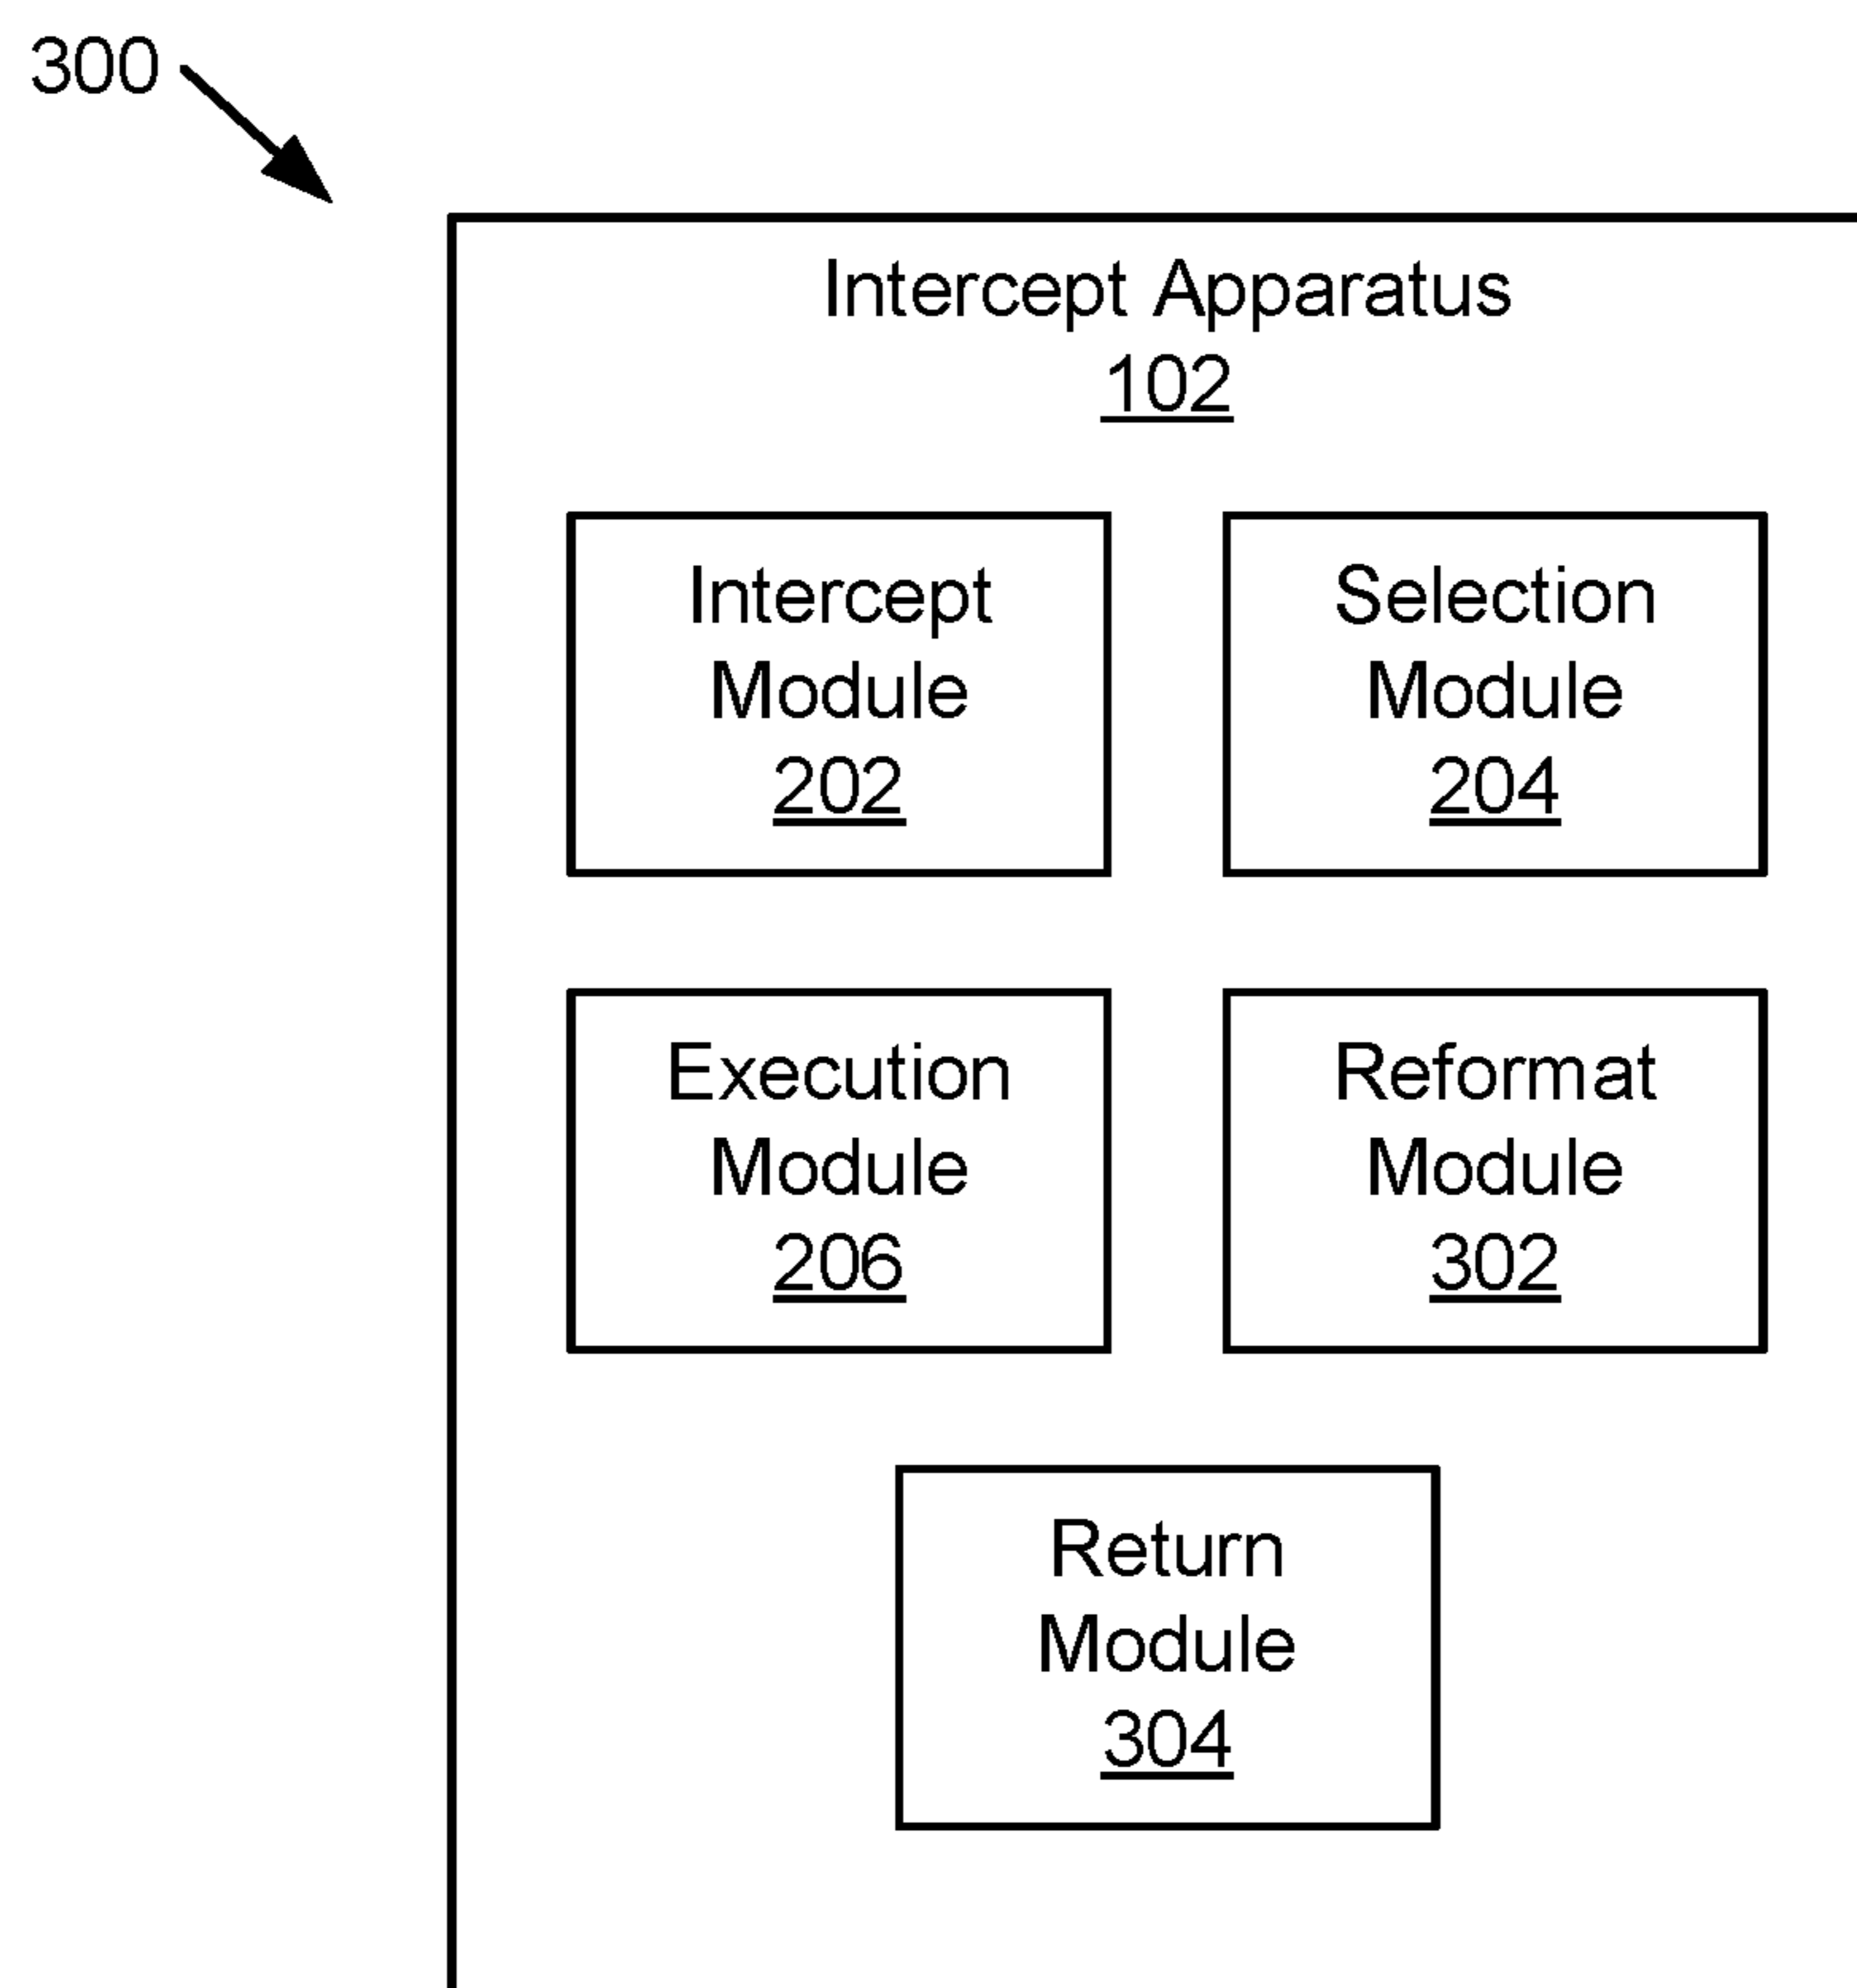 300
Intercept Apparatus
102
Intercept
Module
202
Selection
Module
204
Execution
Module
206
Reformat
Module
302
Return
Module
304